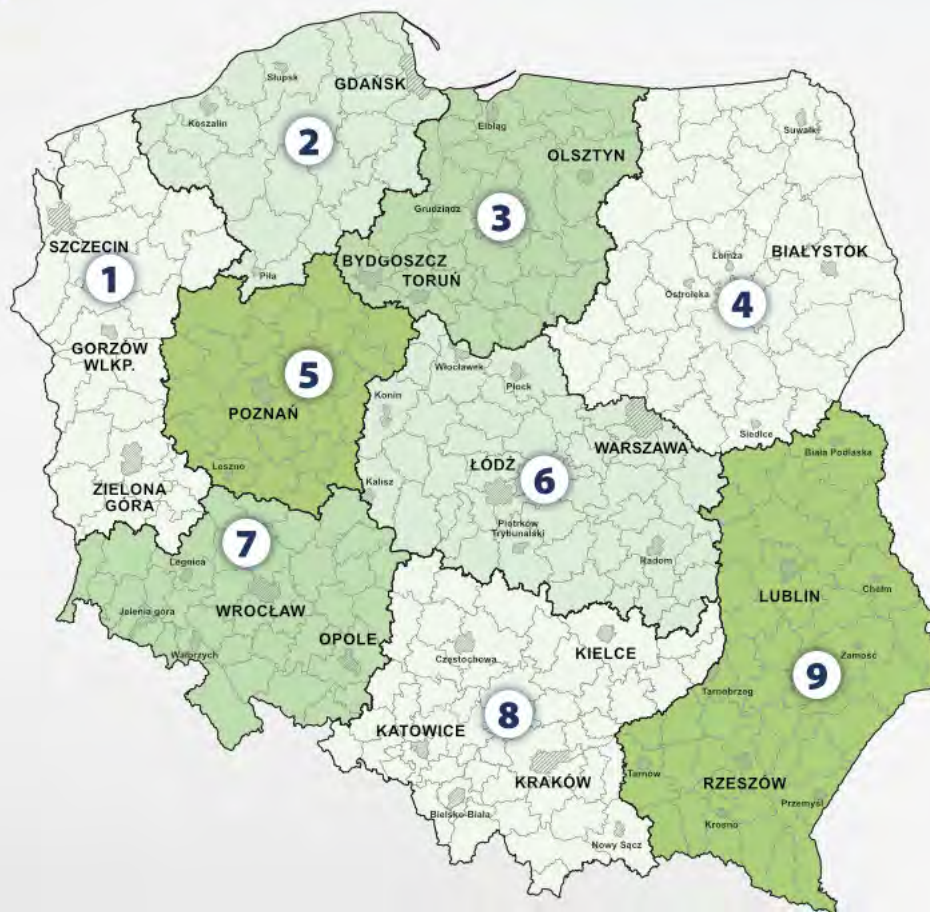 Słupsk
GDAŃSK
Koszalin
2
Elbląg
Suwałki
OLSZTYN
Grudziądz
3
SZCZECIN
1
Piła
BYDGOSZCZ
TORUŃ
Łomża
BIAŁYSTOK
Ostrołęka
4
GORZÓW
WLKP.
5
POZNAŃ
Włocławek
Płock
Konin
WARSZAWA
Siedlce
Biała Podlaska
Leszno
ŁÓDŹ
6
Kalisz
ZIELONA
GÓRA
Piotrków
Trybunalski
7
Legnica
Radom
Jelenia góra
WROCŁAW
LUBLIN
Chełm
OPOLE
Wałbrzych
Częstochowa
KIELCE
Zamość
9
Tarnobrzeg
8
KATOWICE
KRAKÓW
Tarnów
RZESZÓW
Przemyśl
Bielsko-Biała
Krosno
Nowy Sącz